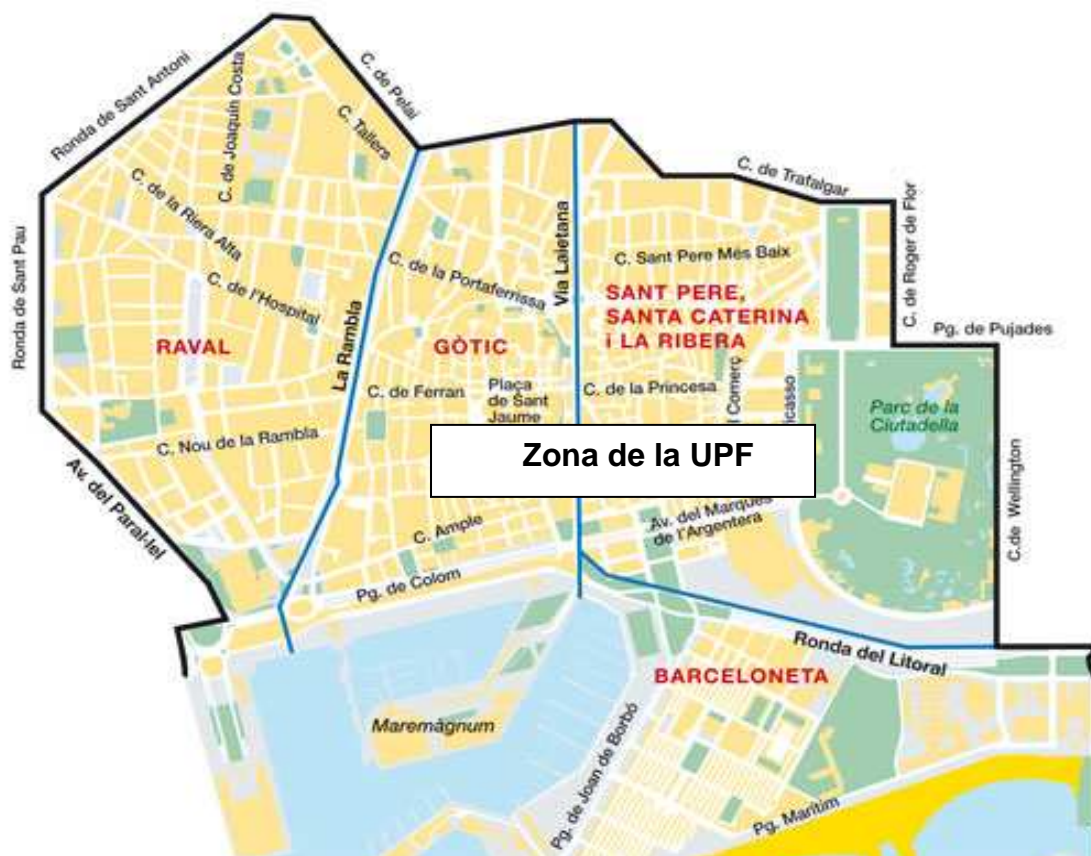 Ronda de Sant Antoni
C. de Pelai
C. de Joaquín Costa
C. Tallers
C. de Trafalgar
C. de la Riera Alta
C. de Roger de Flor
Ronda de Sant Pau
C. de la Portaferrissa
Via Laietana
C. Sant Pere Més Baix
C. de l'Hospital
SANT PERE,
SANTA CATERINA
i LA RIBERA
Pg. de Pujades
RAVAL
La Rambla
GÒTIC
C. de Ferran
Plaça
de Sant
Jaume
C. de la Princesa
l Comerç
icasso
Parc de la
Ciutadella
C. Nou de la Rambla
Zona de la UPF
Av. del Paral·lel
C. Ample
Av. del Marquès
de l'Argentera
C.de Wellington
Pg. de Colom
Ronda del Litoral
BARCELONETA
Maremàgnum
Pg. de Joan de Borbó
Pg. Marítim